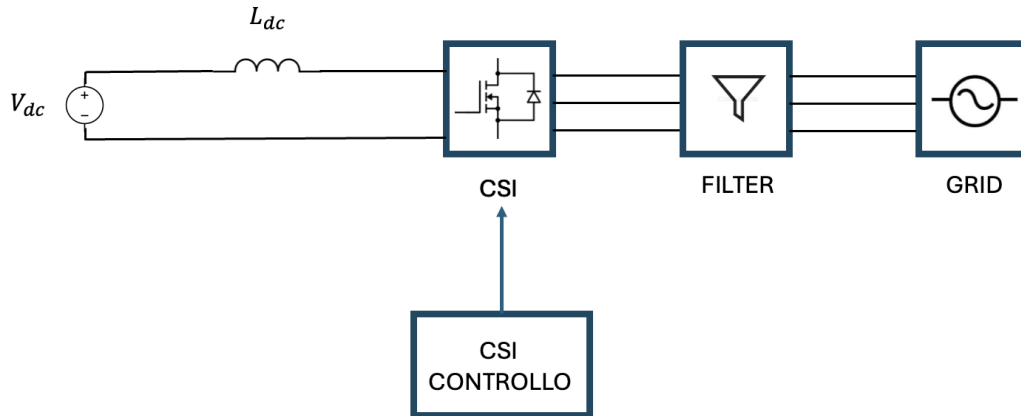 L_dc
V_dc
+
−
CSI
FILTER
GRID
CSI
CONTROLLO